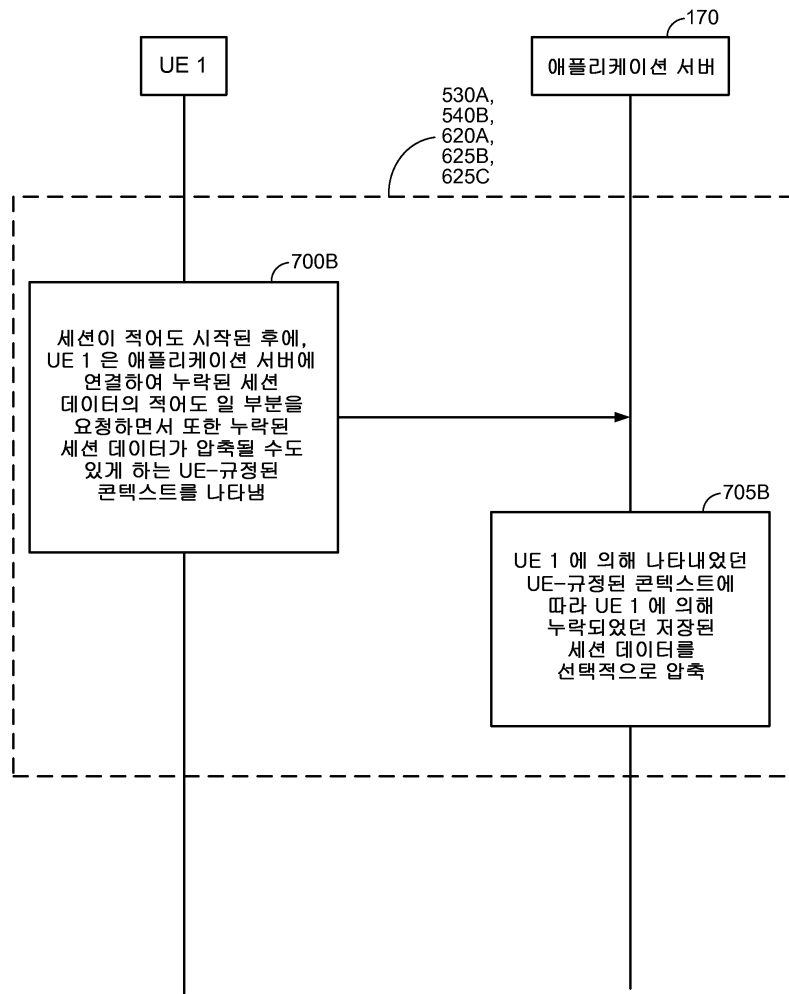 170
UE 1
애플리케이션 서버
530A,
540B,
620A,
625B,
625C
700B
세션이 적어도 시작된 후에,
UE 1 은 애플리케이션 서버에
연결하여 누락된 세션
데이터의 적어도 일 부분을
요청하면서 또한 누락된
세션 데이터가 압축될 수도
있게 하는 UE-규정된
콘텍스트를 나타냄
705B
UE 1 에 의해 나타내었던
UE-규정된 콘텍스트에
따라 UE 1 에 의해
누락되었던 저장된
세션 데이터를
선택적으로 압축